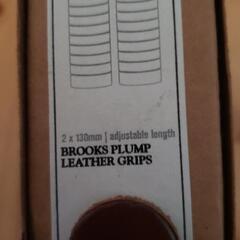 2 x 130mm | adjustable length
BROOKS PLUMP
LEATHER GRIPS